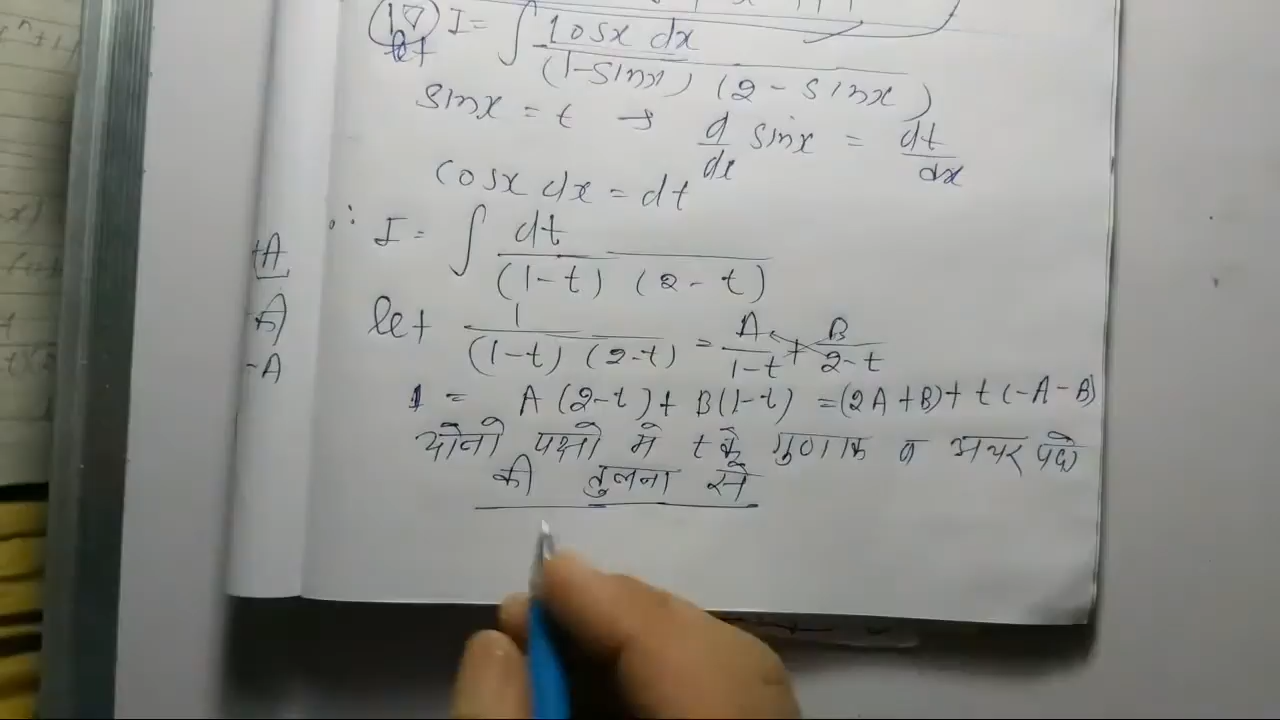 (17) I = ∫ cosx dx / (1-sinx) (2-sinx)
let
sinx = t → d/dx sinx = dt/dx
cosx dx = dt
∴ I = ∫ dt / (1-t) (2-t)
let 1 / (1-t) (2-t) = A/1-t + B/2-t
1 = A(2-t) + B(1-t) = (2A+B) + t(-A-B)
दोनो पक्षो मे t के गुणाक व अचर पदो
की तुलना से
+A
-A